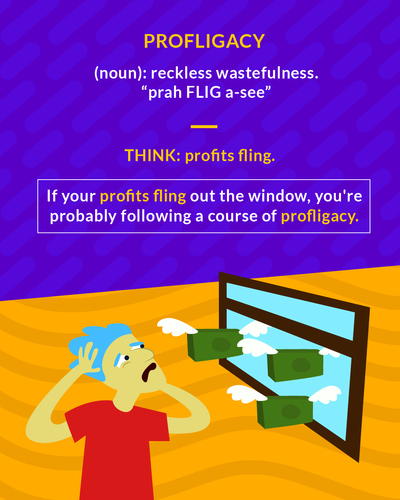 PROFLIGACY
(noun): reckless wastefulness.
“prah FLIG a-see”
THINK: profits fling.
If your profits fling out the window, you're
probably following a course of profligacy.